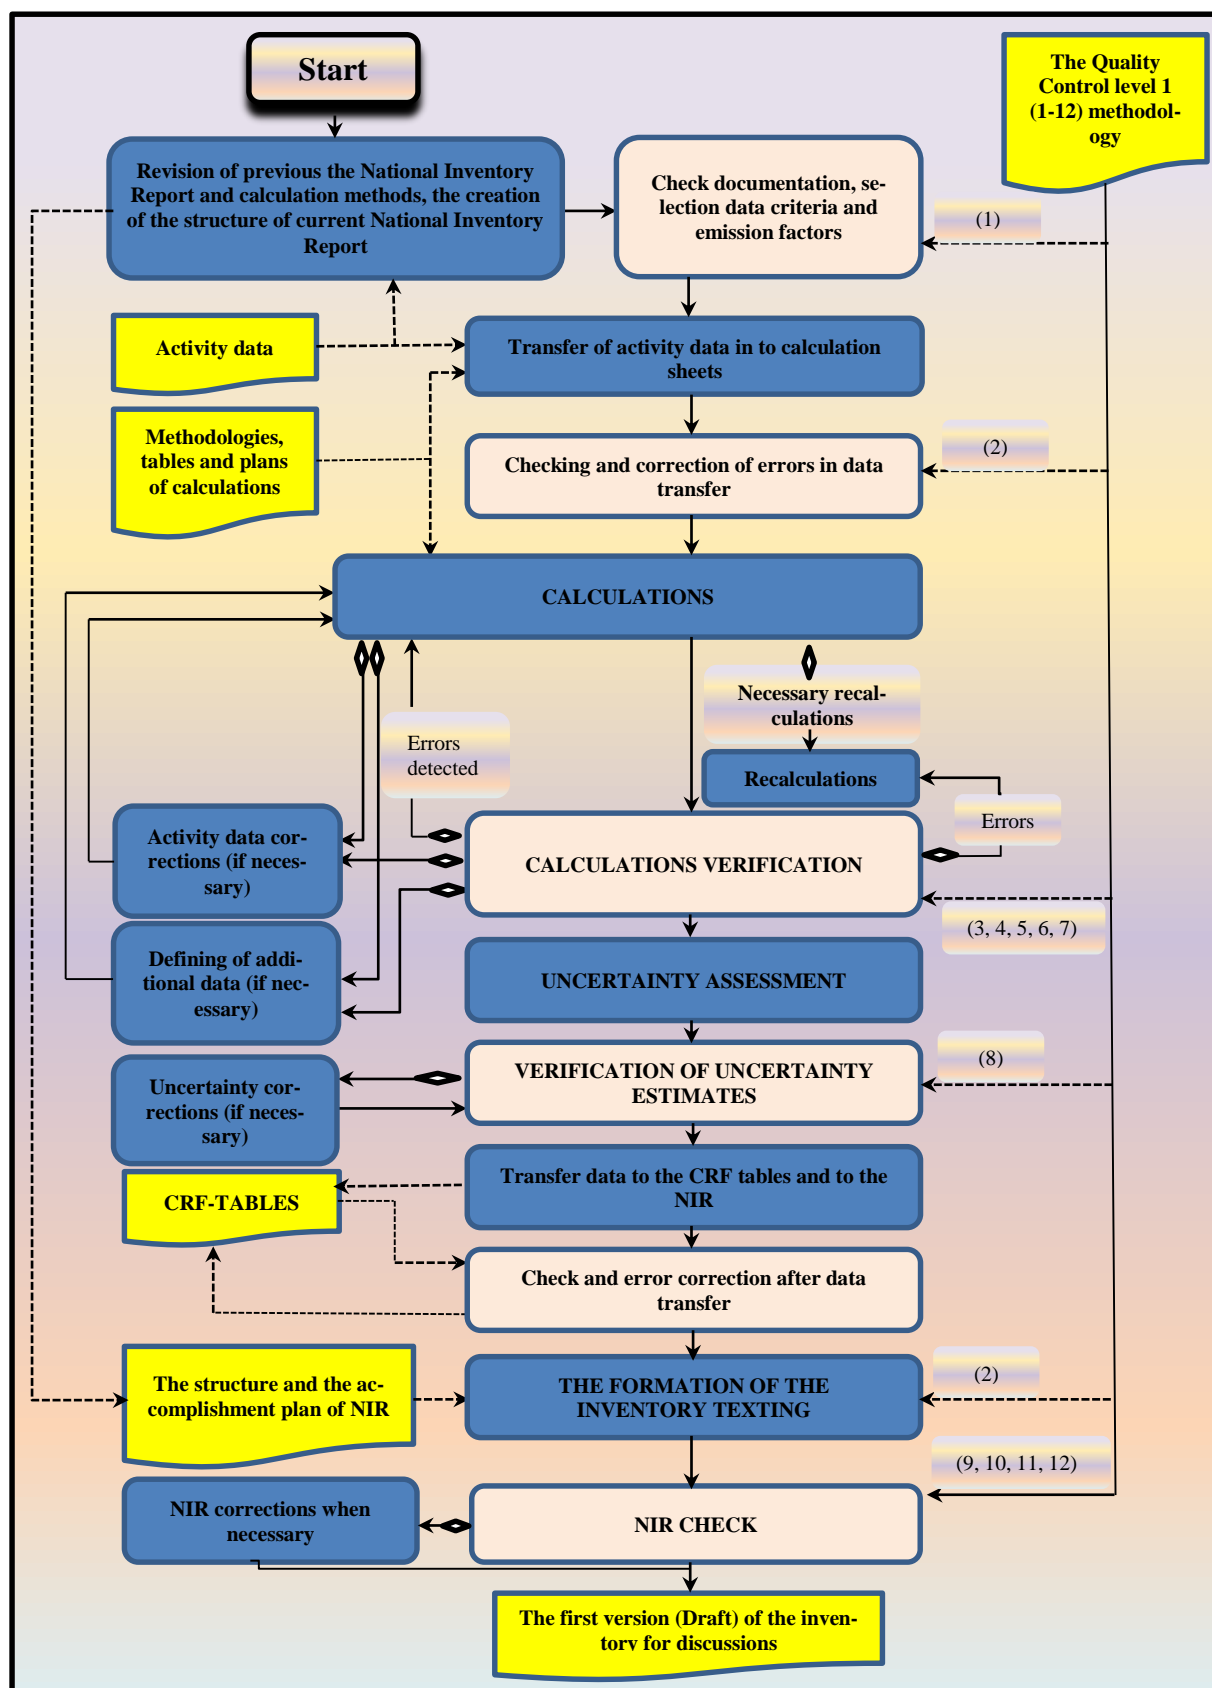 Start
The Quality
Control level 1
(1-12) methodol-
ogy
Revision of previous the National Inventory
Report and calculation methods, the creation
of the structure of current National Inventory
Report
Check documentation, se-
lection data criteria and
emission factors
(1)
Activity data
Transfer of activity data in to calculation
sheets
Methodologies,
tables and plans
of calculations
Checking and correction of errors in data
transfer
(2)
CALCULATIONS
Necessary recal-
culations
Errors
detected
Recalculations
Errors
Activity data cor-
rections (if neces-
sary)
CALCULATIONS VERIFICATION
(3, 4, 5, 6, 7)
Defining of addi-
tional data (if nec-
essary)
UNCERTAINTY ASSESSMENT
(8)
Uncertainty cor-
rections (if neces-
sary)
VERIFICATION OF UNCERTAINTY
ESTIMATES
CRF-TABLES
Transfer data to the CRF tables and to the
NIR
Check and error correction after data
transfer
The structure and the ac-
complishment plan of NIR
THE FORMATION OF THE
INVENTORY TEXTING
(2)
(9, 10, 11, 12)
NIR corrections when
necessary
NIR CHECK
The first version (Draft) of the inven-
tory for discussions